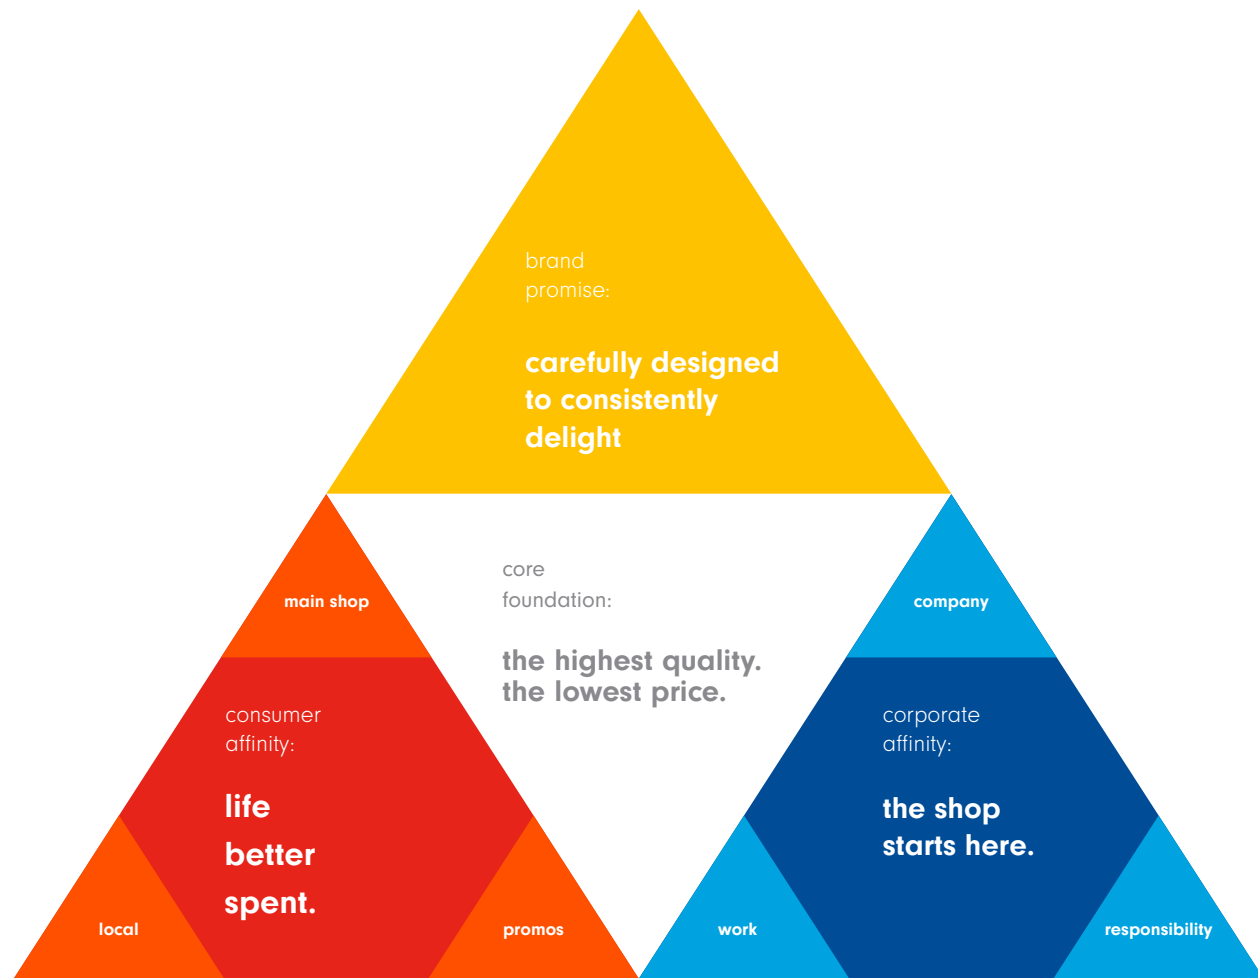 brand
promise:
carefully designed
to consistently
delight
core
foundation:
the highest quality.
the lowest price.
main shop
consumer
affinity:
life
better
spent.
local
promos
company
corporate
affinity:
the shop
starts here.
work
responsibility